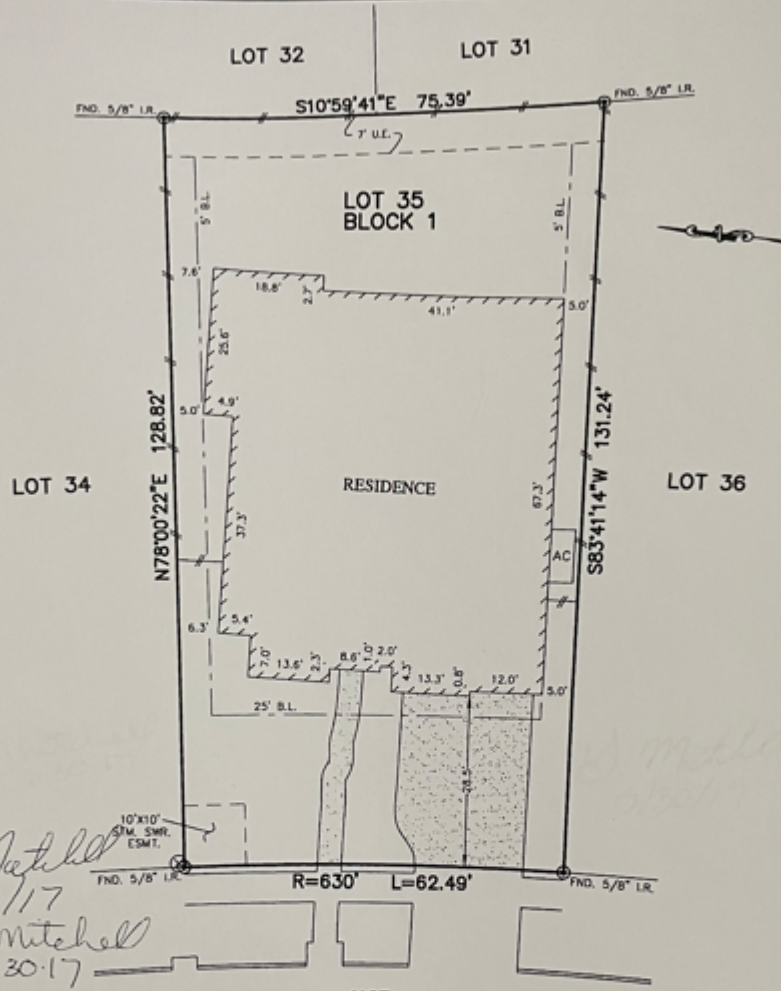 LOT 32
LOT 31
FND. 5/8" I.R.
S10°59'41"E 75.39'
FND. 5/8" I.R.
7' U.E.
LOT 35
BLOCK 1
5' B.L.
5' B.L.
7.6'
18.8'
2.7'
41.1'
5.0'
25.6'
5.0'
4.9'
N78°00'22"E 128.82'
S83°41'14"W 131.24'
LOT 34
RESIDENCE
LOT 36
67.3'
37.3'
AC
6.3'
5.4'
7.0'
13.6'
2.3'
8.6'
1.0'
2.0'
4.3'
13.3'
0.8'
12.0'
5.0'
25' B.L.
28.5'
10'X10'
STM. SWR.
ESMT.
FND. 5/8" I.R.
R=630' L=62.49'
FND. 5/8" I.R.
/17
Mitchell
30-17